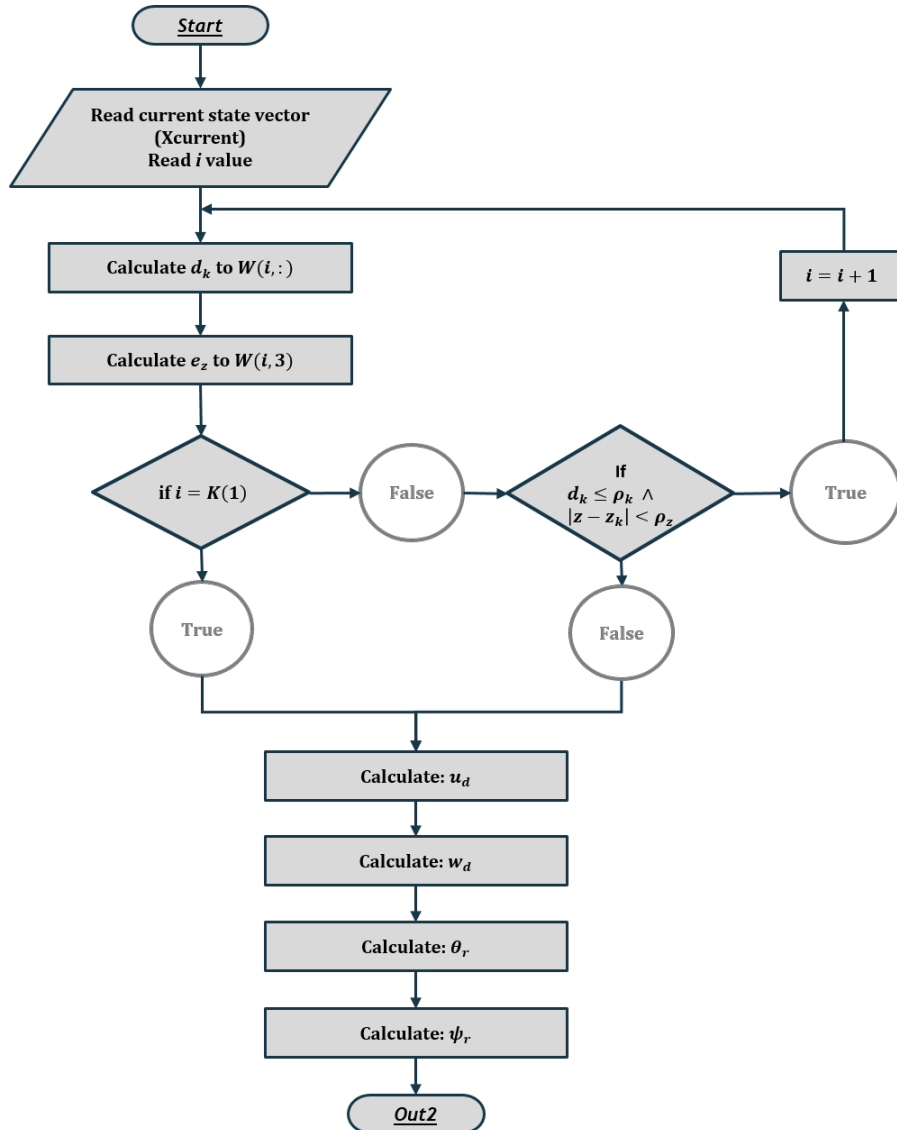 Start
Read current state vector
(Xcurrent)
Read i value
Calculate d_k to W(i,:)
i = i + 1
Calculate e_z to W(i,3)
if i = K(1)
False
If
d_k ≤ ρ_k ∧
|z − z_k| < ρ_z
True
True
False
Calculate: u_d
Calculate: w_d
Calculate: θ_r
Calculate: ψ_r
Out2